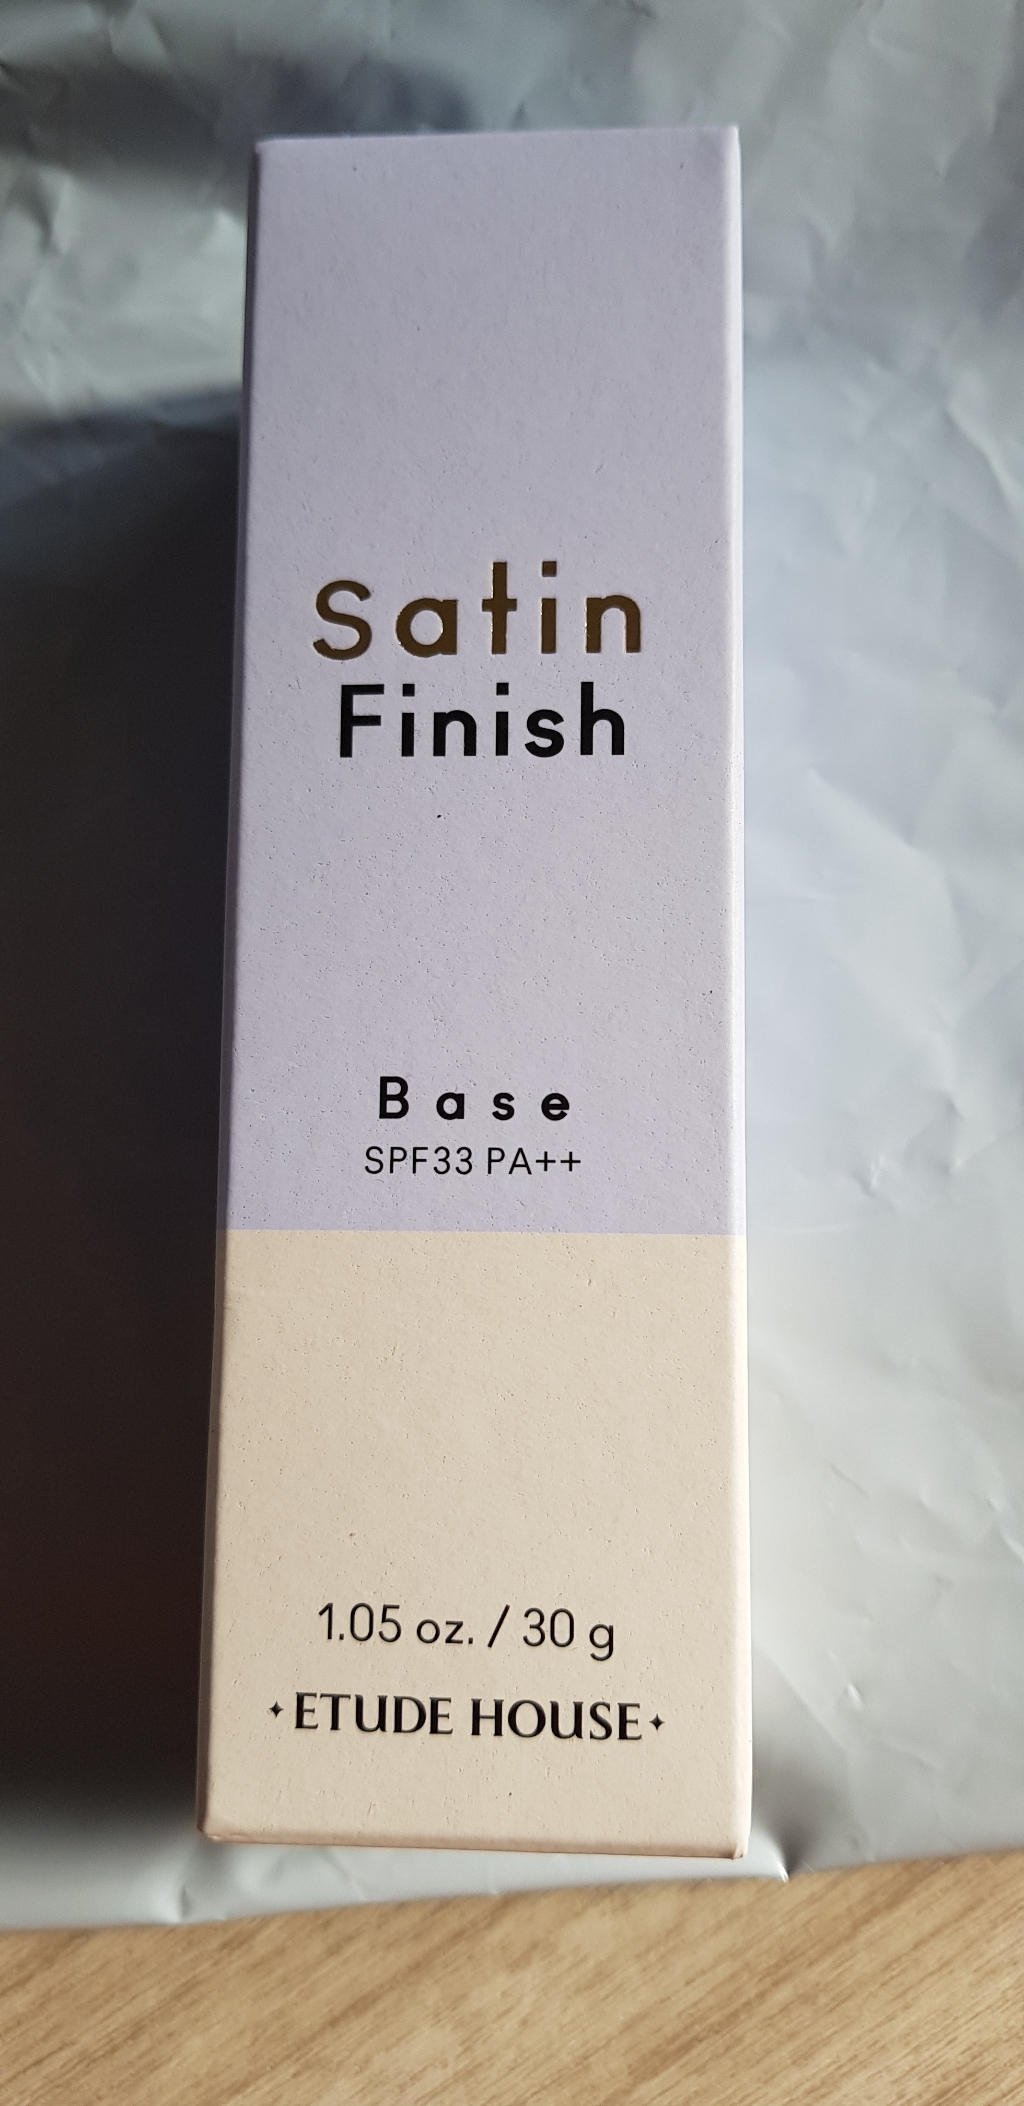 Satin
Finish
Base
SPF33 PA++
1.05 oz. / 30 g
ETUDE HOUSE